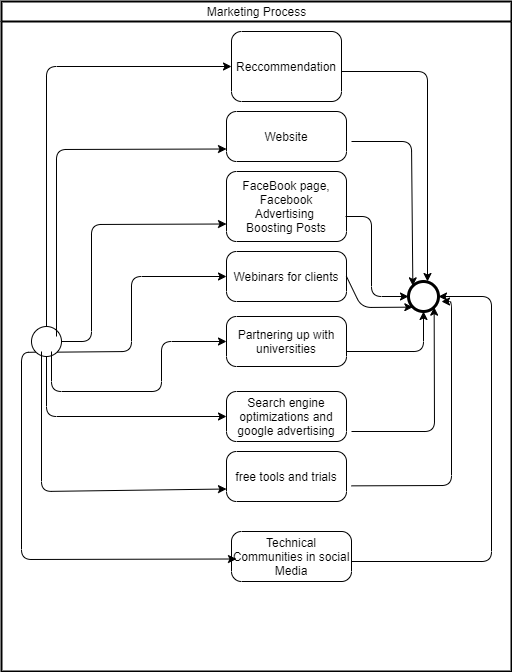 Marketing Process
Reccommendation
Website
FaceBook page,
Facebook
Advertising
Boosting Posts
Webinars for clients
Partnering up with
universities
Search engine
optimizations and
google advertising
free tools and trials
Technical
Communities in social
Media